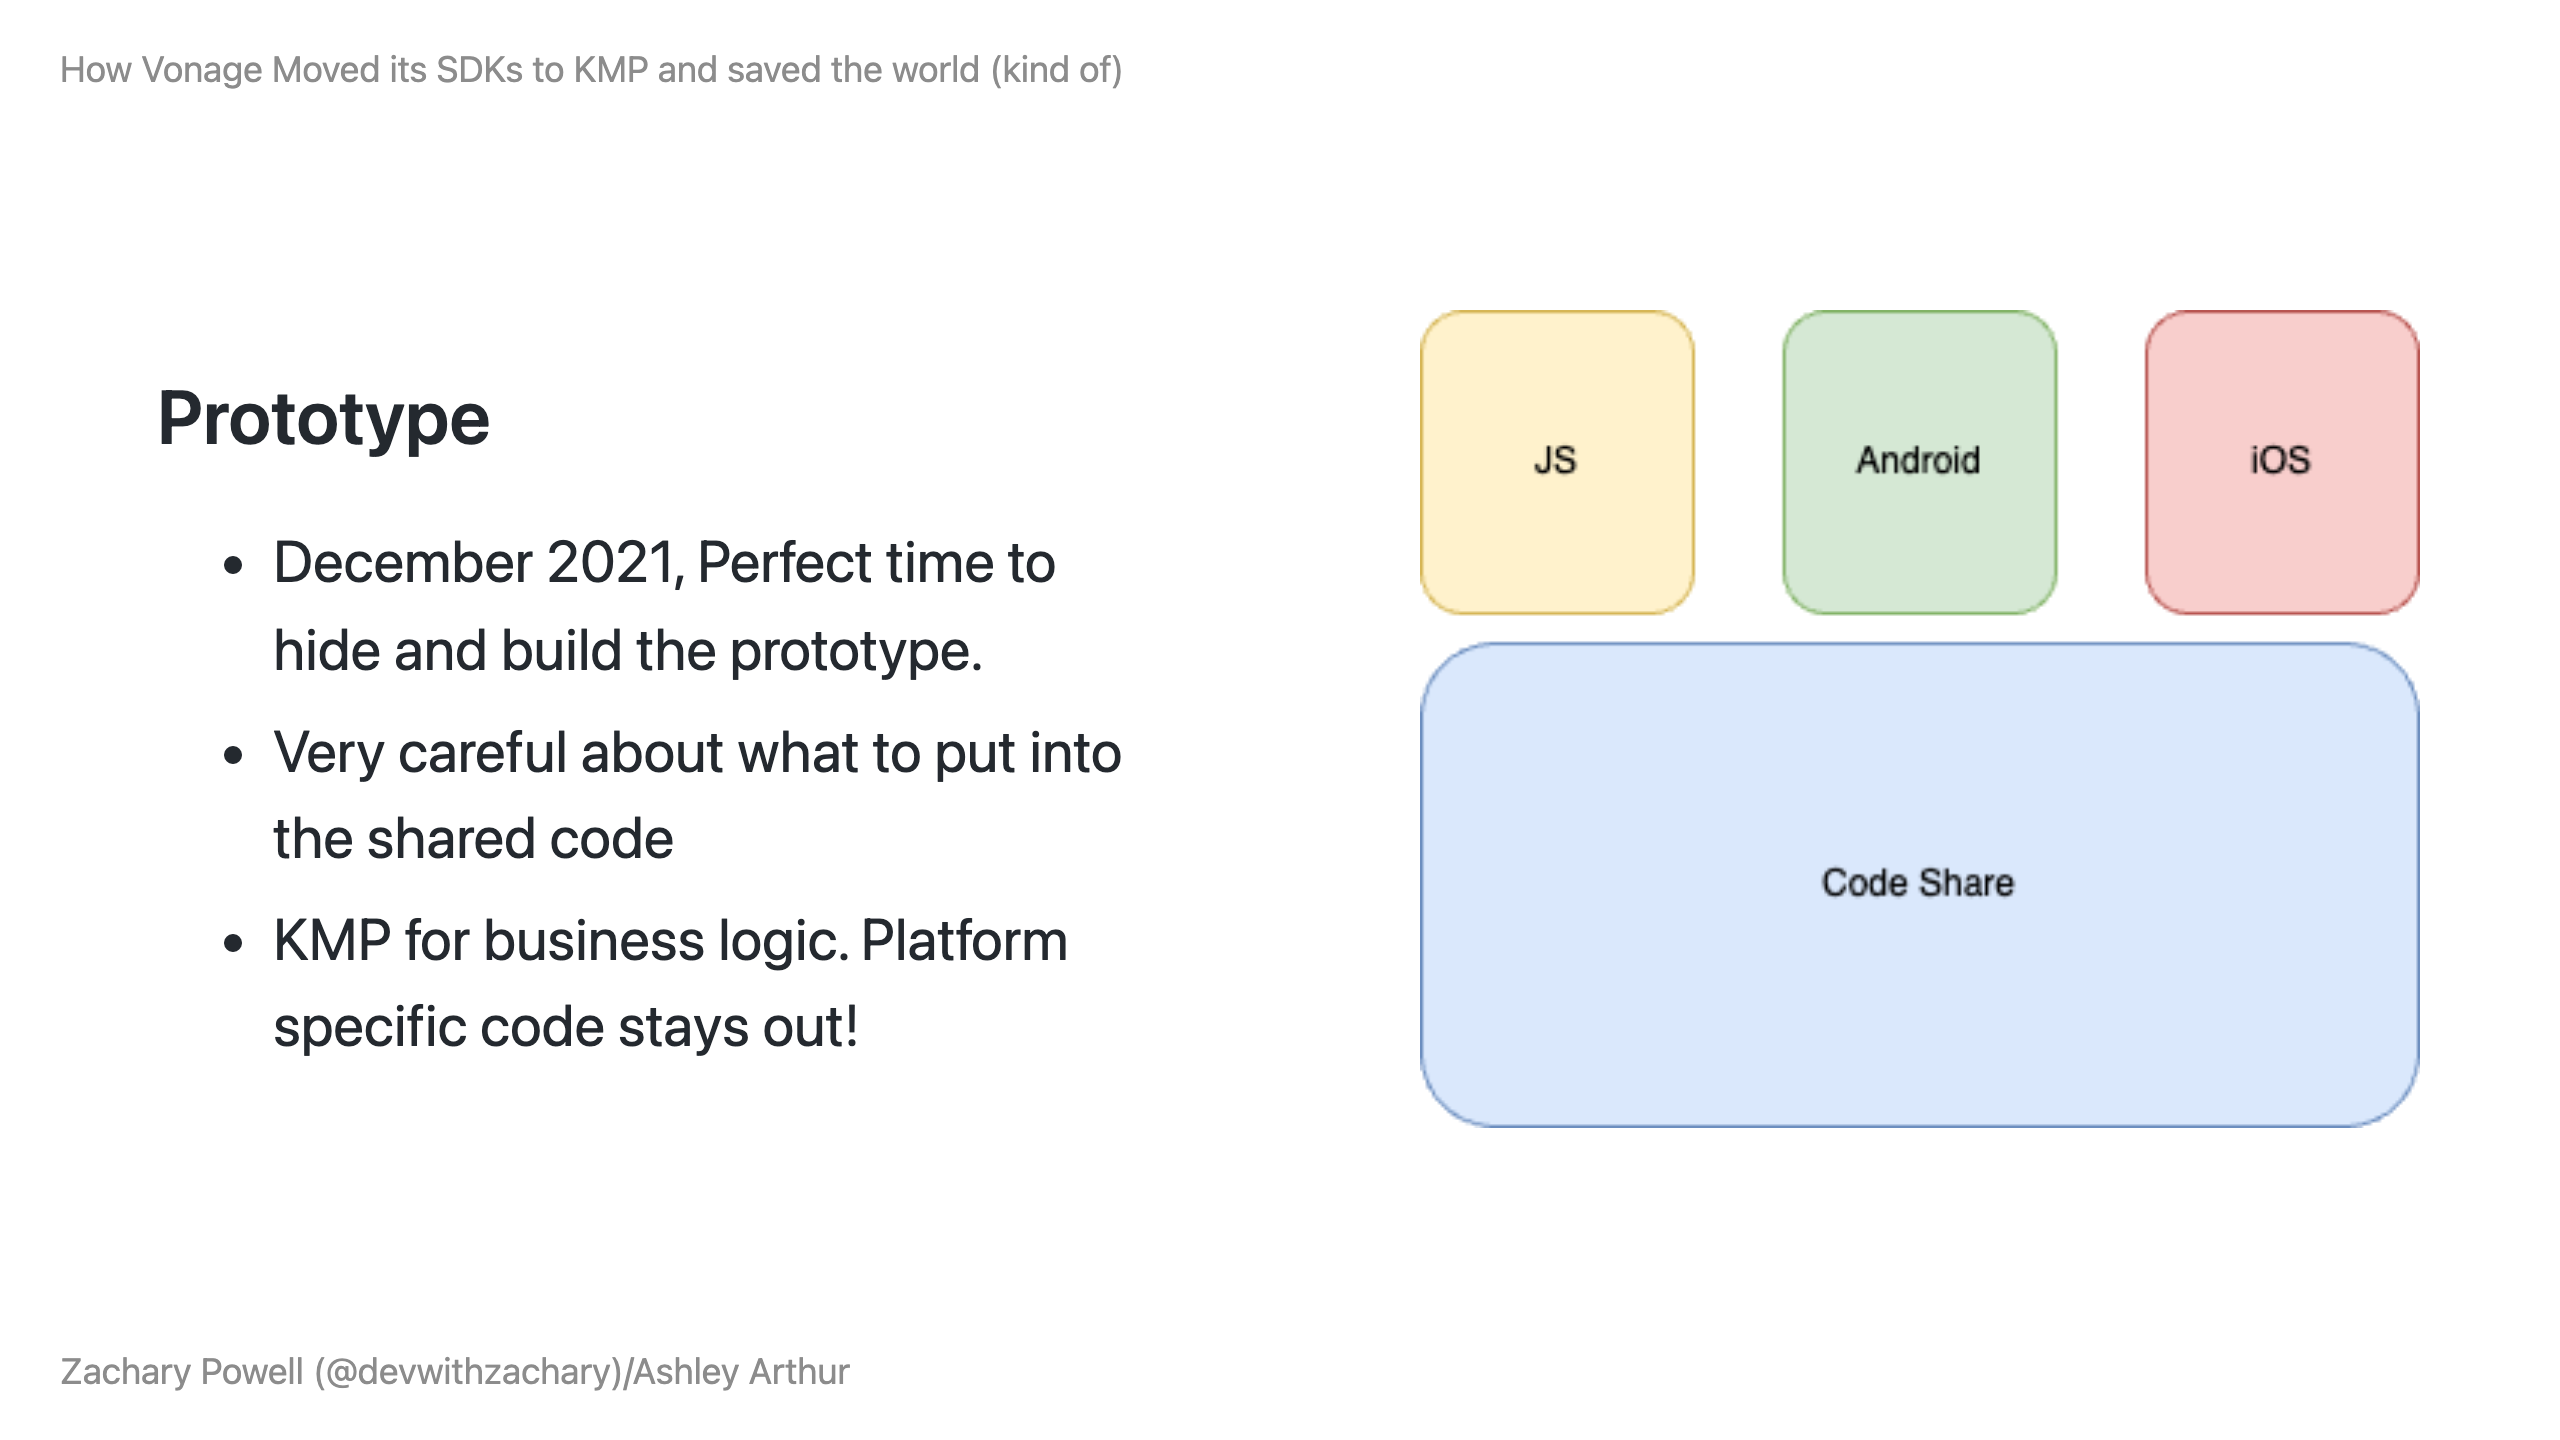 How Vonage Moved its SDKs to KMP and saved the world (kind of)
Prototype
• December 2021, Perfect time to
hide and build the prototype.
• Very careful about what to put into
the shared code
• KMP for business logic. Platform
specific code stays out!
JS
Android
iOS
Code Share
Zachary Powell (@devwithzachary)/Ashley Arthur